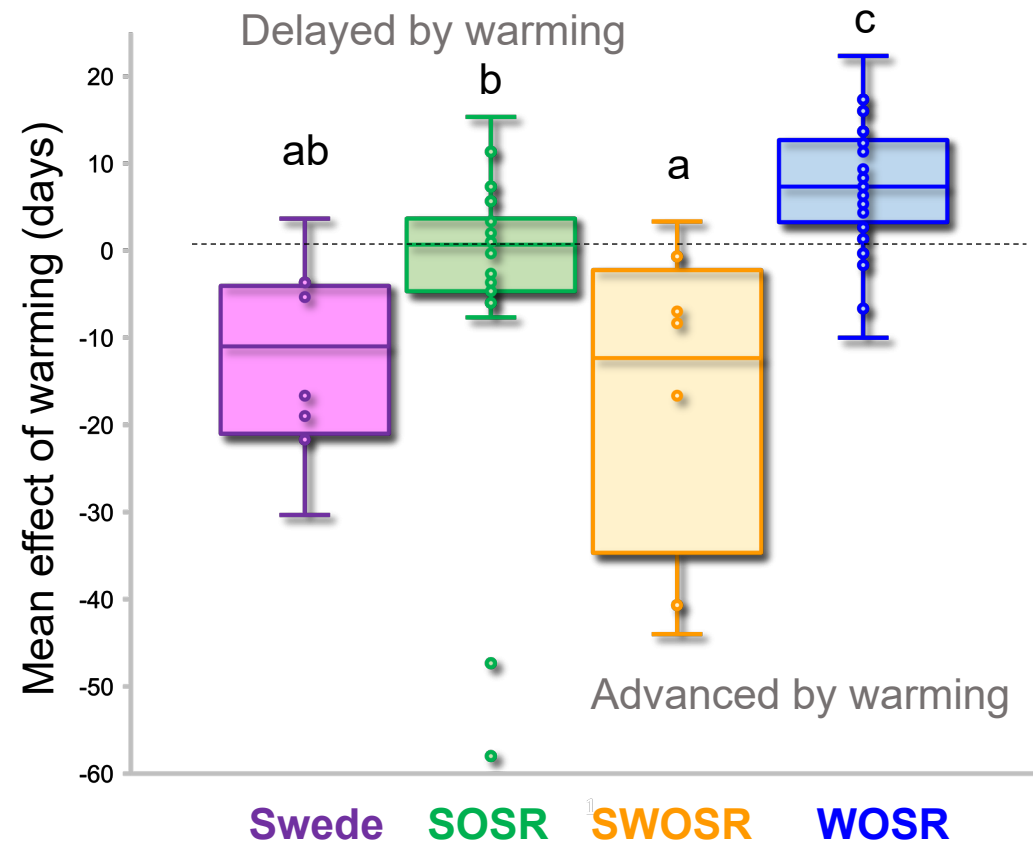 Delayed by warming
c
b
ab
a
20
10
0
-10
-20
-30
-40
-50
-60
Mean effect of warming (days)
Advanced by warming
1
Swede SOSR SWOSR WOSR